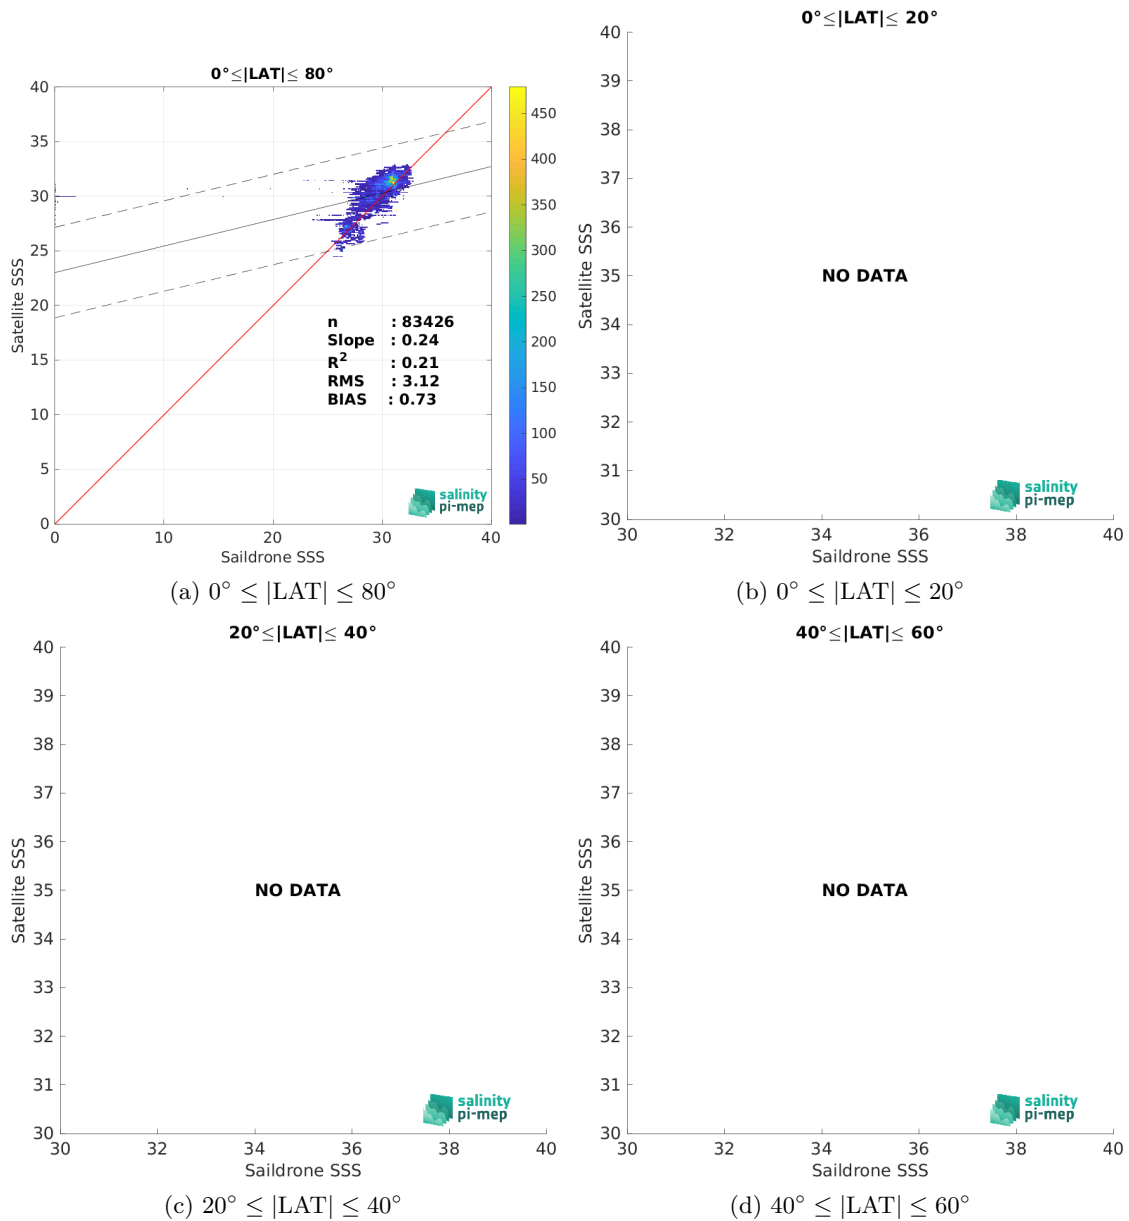 0°≤|LAT|≤ 80°
40
35
30
25
20
15
10
5
0
Satellite SSS
0
10
20
30
40
Saildrone SSS
n : 83426
Slope : 0.24
R² : 0.21
RMS : 3.12
BIAS : 0.73
salinity
pi-mep
450
400
350
300
250
200
150
100
50
(a) 0° ≤ |LAT| ≤ 80°
0°≤|LAT|≤ 20°
40
39
38
37
36
35
34
33
32
31
30
Satellite SSS
NO DATA
salinity
pi-mep
30
32
34
36
38
40
Saildrone SSS
(b) 0° ≤ |LAT| ≤ 20°
20°≤|LAT|≤ 40°
40
39
38
37
36
35
34
33
32
31
30
Satellite SSS
NO DATA
salinity
pi-mep
30
32
34
36
38
40
Saildrone SSS
(c) 20° ≤ |LAT| ≤ 40°
40°≤|LAT|≤ 60°
40
39
38
37
36
35
34
33
32
31
30
Satellite SSS
NO DATA
salinity
pi-mep
30
32
34
36
38
40
Saildrone SSS
(d) 40° ≤ |LAT| ≤ 60°